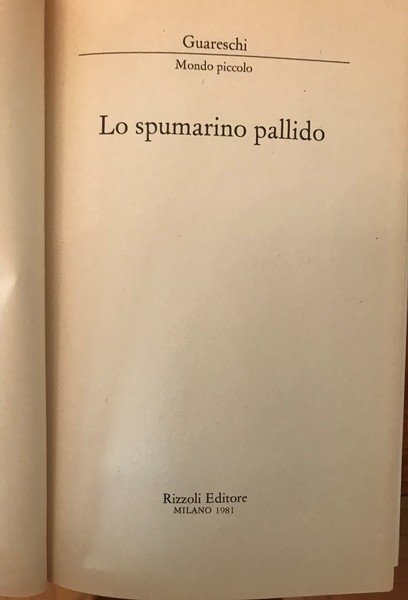 Guareschi
Mondo piccolo
Lo spumarino pallido
Rizzoli Editore
MILANO 1981